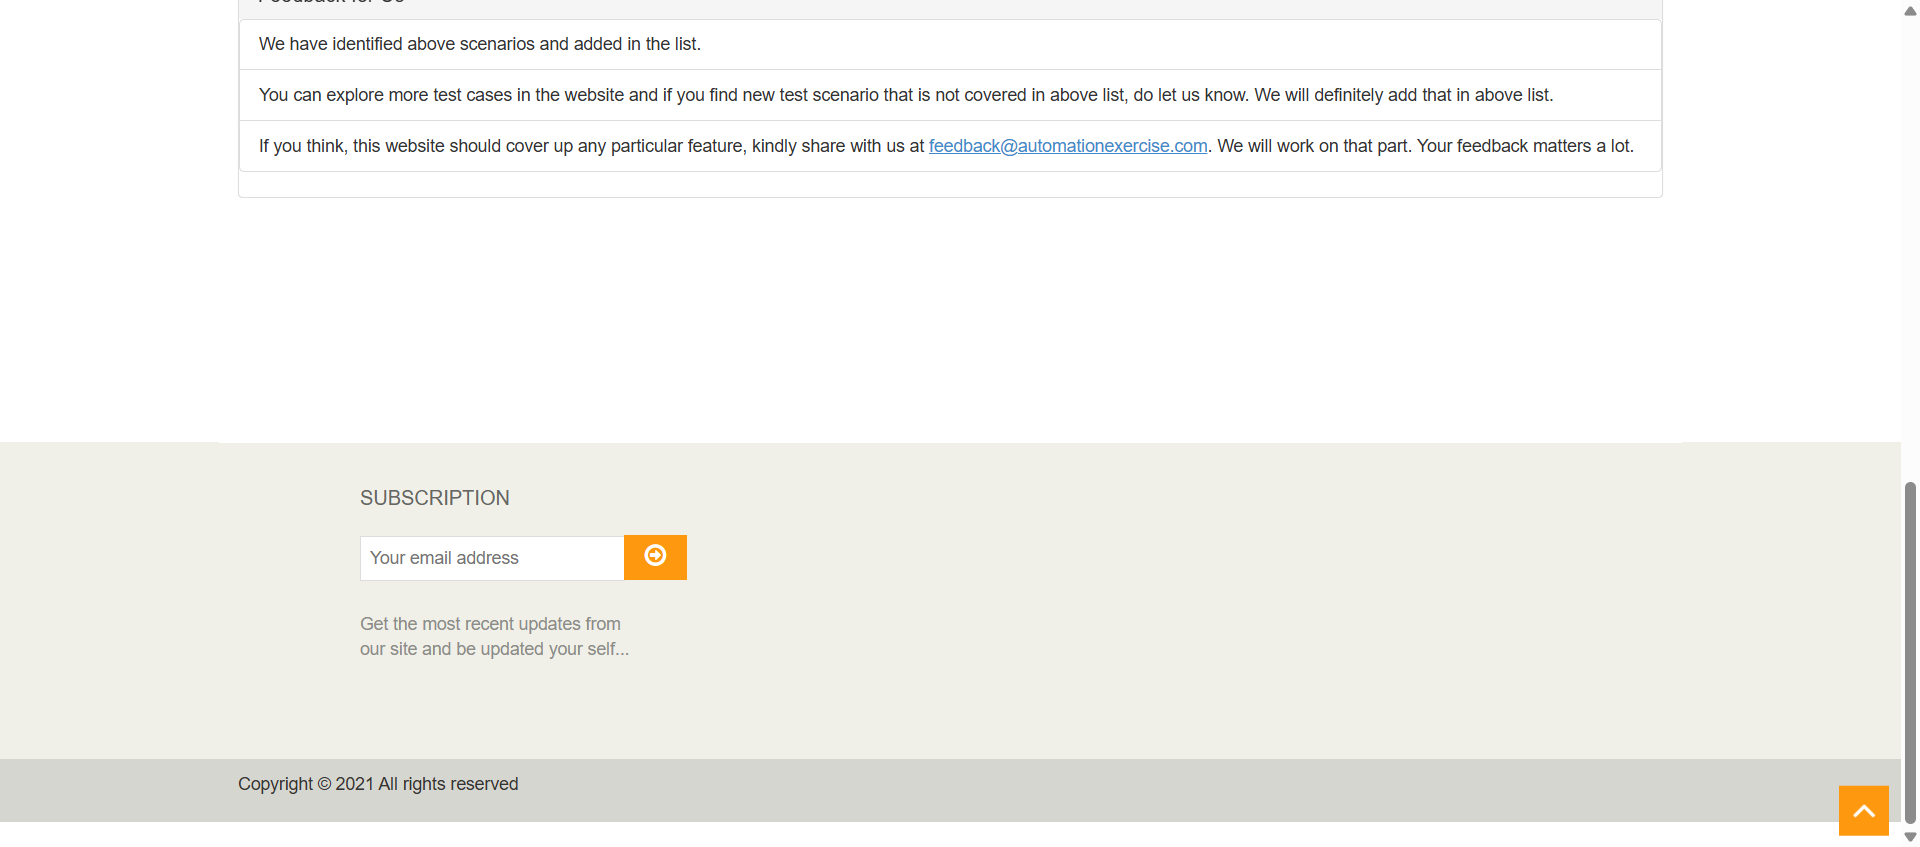 Feedback for Us
We have identified above scenarios and added in the list.
You can explore more test cases in the website and if you find new test scenario that is not covered in above list, do let us know. We will definitely add that in above list.
If you think, this website should cover up any particular feature, kindly share with us at feedback@automationexercise.com. We will work on that part. Your feedback matters a lot.
SUBSCRIPTION
Your email address
Get the most recent updates from
our site and be updated your self...
Copyright © 2021 All rights reserved